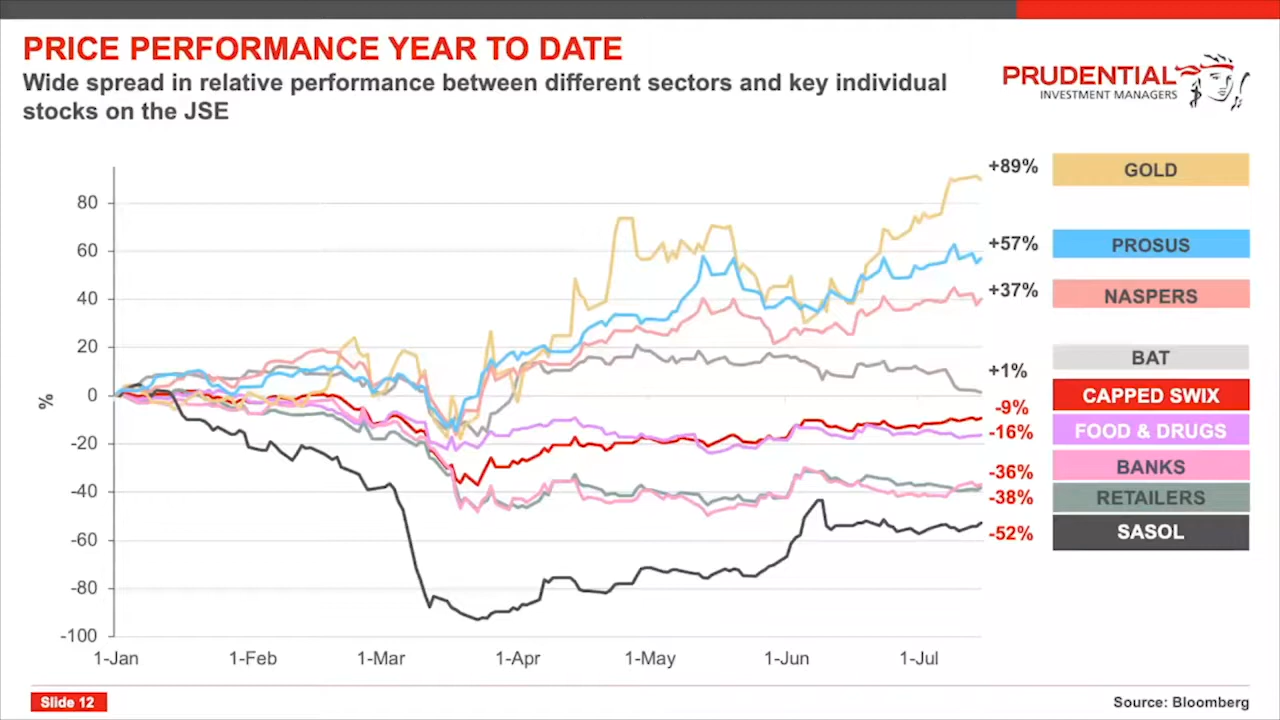 PRICE PERFORMANCE YEAR TO DATE
Wide spread in relative performance between different sectors and key individual
stocks on the JSE
PRUDENTIAL
INVESTMENT MANAGERS
%
80
60
40
20
0
-20
-40
-60
-80
-100
1-Jan
1-Feb
1-Mar
1-Apr
1-May
1-Jun
1-Jul
+89% GOLD
+57% PROSUS
+37% NASPERS
+1% BAT
-9% CAPPED SWIX
-16% FOOD & DRUGS
-36% BANKS
-38% RETAILERS
-52% SASOL
Slide 12
Source: Bloomberg